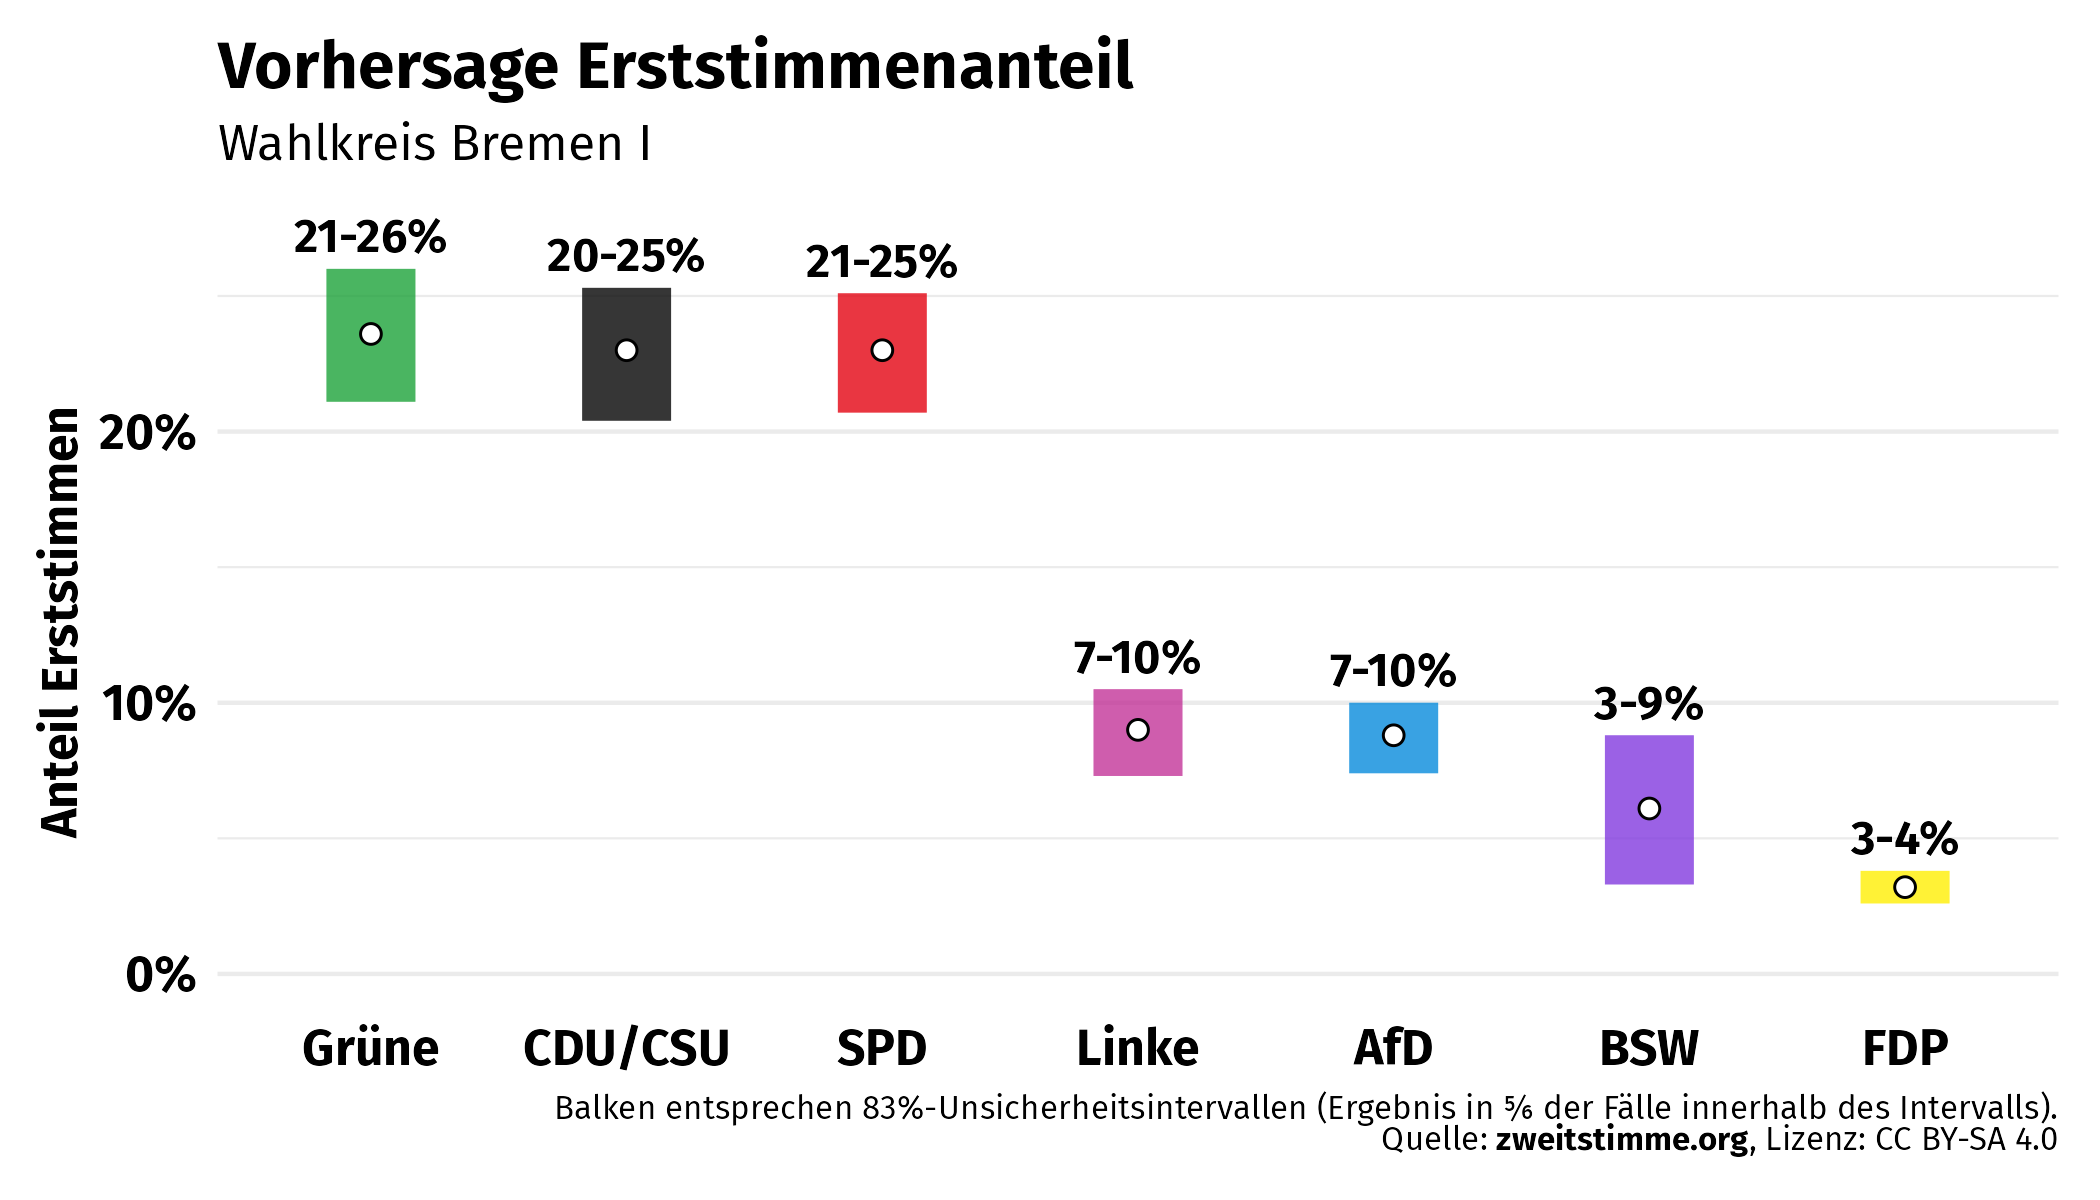 Vorhersage Erststimmenanteil
Wahlkreis Bremen I
21-26%
20-25%
21-25%
7-10%
7-10%
3-9%
3-4%
Anteil Erststimmen
20%
10%
0%
Grüne CDU/CSU SPD Linke AfD BSW FDP
Balken entsprechen 83%-Unsicherheitsintervallen (Ergebnis in ⅚ der Fälle innerhalb des Intervalls).
Quelle: zweitstimme.org, Lizenz: CC BY-SA 4.0